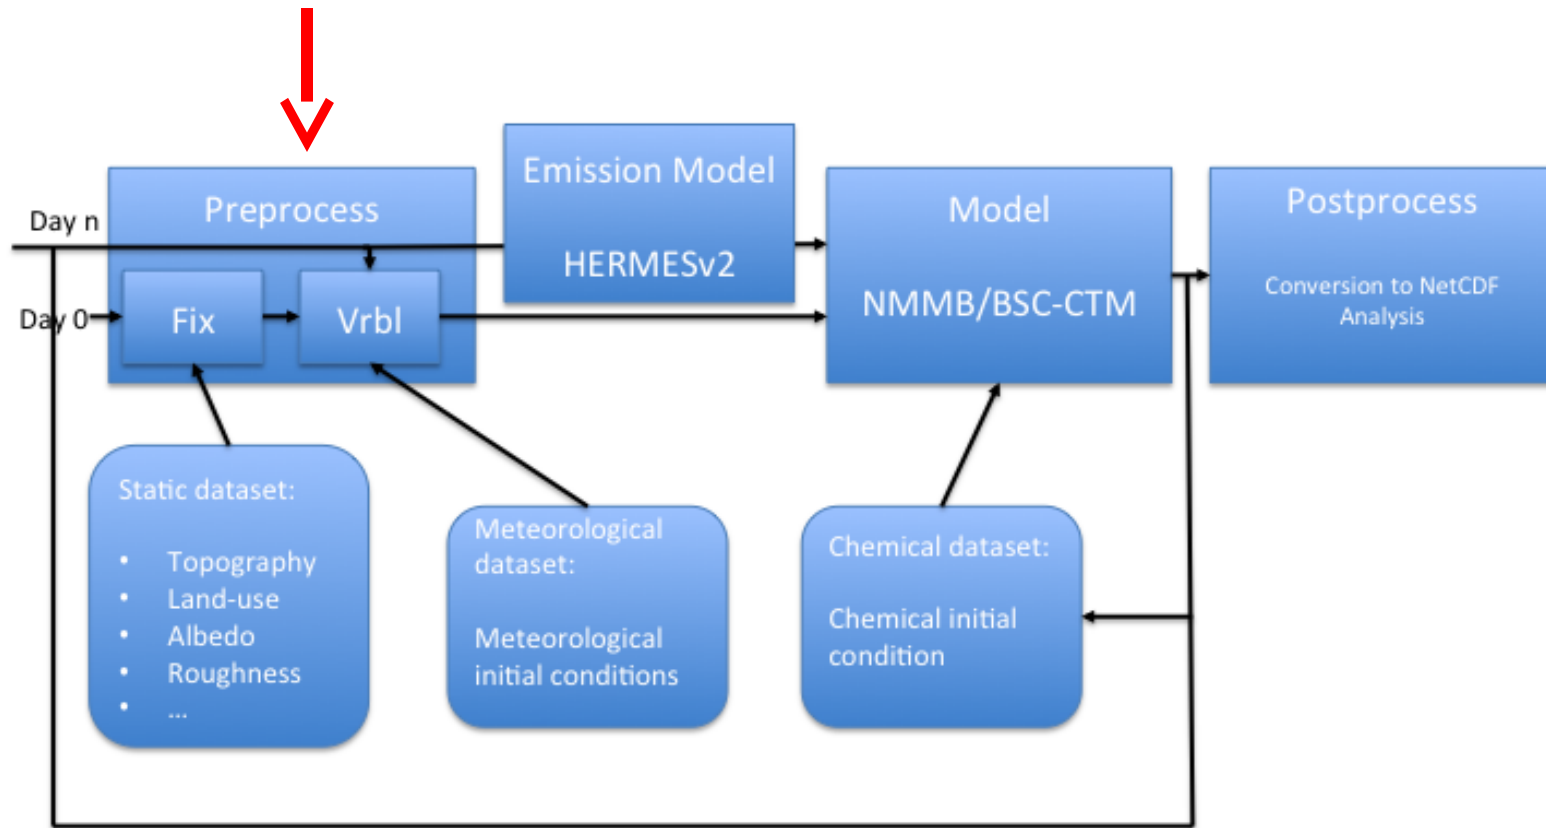 Day n
Day 0
Preprocess
Fix
Vrbl
Emission Model
HERMESv2
Model
NMMB/BSC-CTM
Postprocess
Conversion to NetCDF
Analysis
Static dataset:
• Topography
• Land-use
• Albedo
• Roughness
• ...
Meteorological
dataset:
Meteorological
initial conditions
Chemical dataset:
Chemical initial
condition